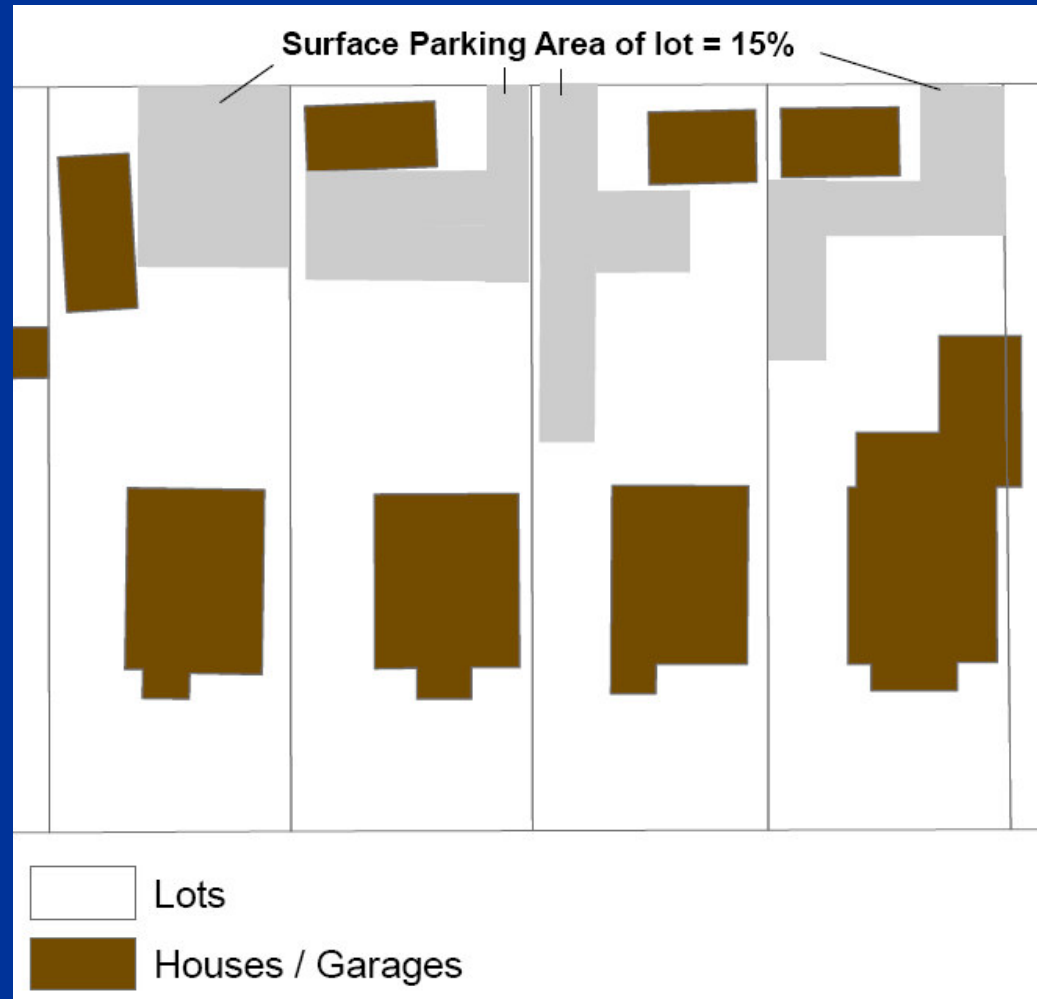 Surface Parking Area of lot = 15%
Lots
Houses / Garages